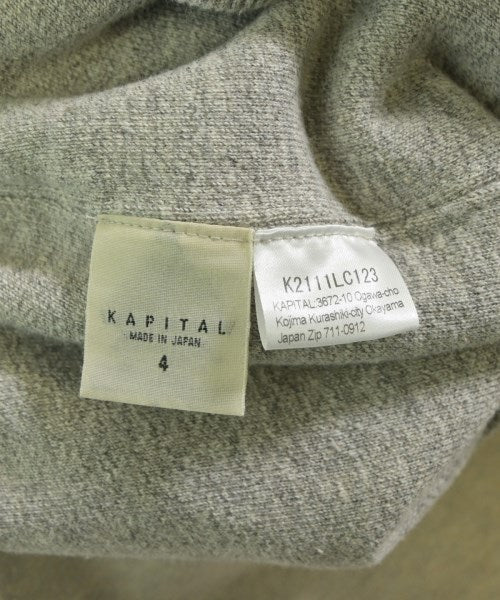 KAPITAL
MADE IN JAPAN
4
K2111LC123
KAPITAL:3672-10 Ogawa-cho
Kojima Kurashiki-city Okayama
Japan Zip 711-0912